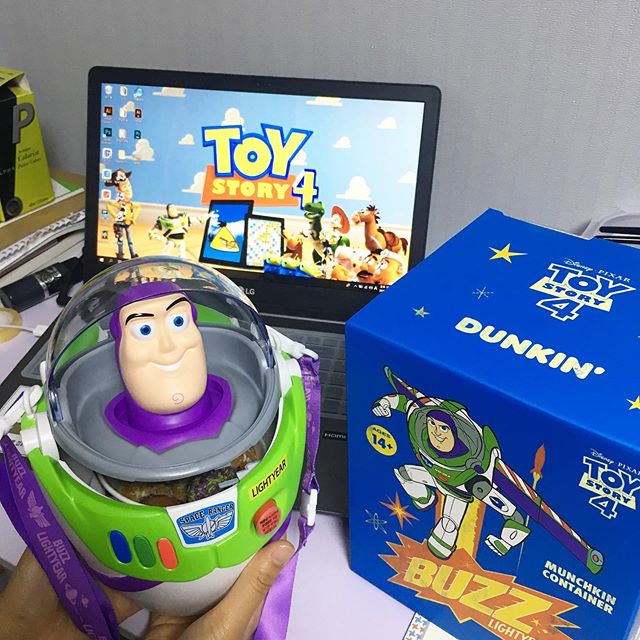 TOY
STORY
4
LG
HDMI
P
Disney PIXAR
TOY
STORY
4
DUNKIN'
AGES
14+
Disney PIXAR
TOY
STORY
4
MUNCHKIN
CONTAINER
BUZZ
LIGHTYEAR
LIGHTYEAR
SPACE RANGER
BUZZ
LIGHTYEAR